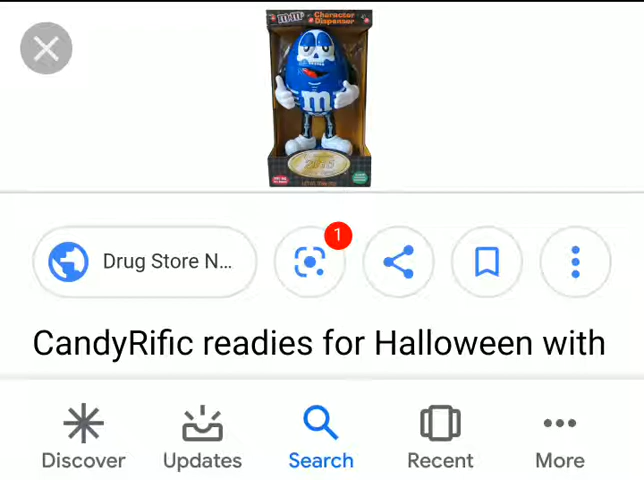 m&m's Character
Dispenser
m
1
Drug Store N...
CandyRific readies for Halloween with
Discover Updates Search Recent More